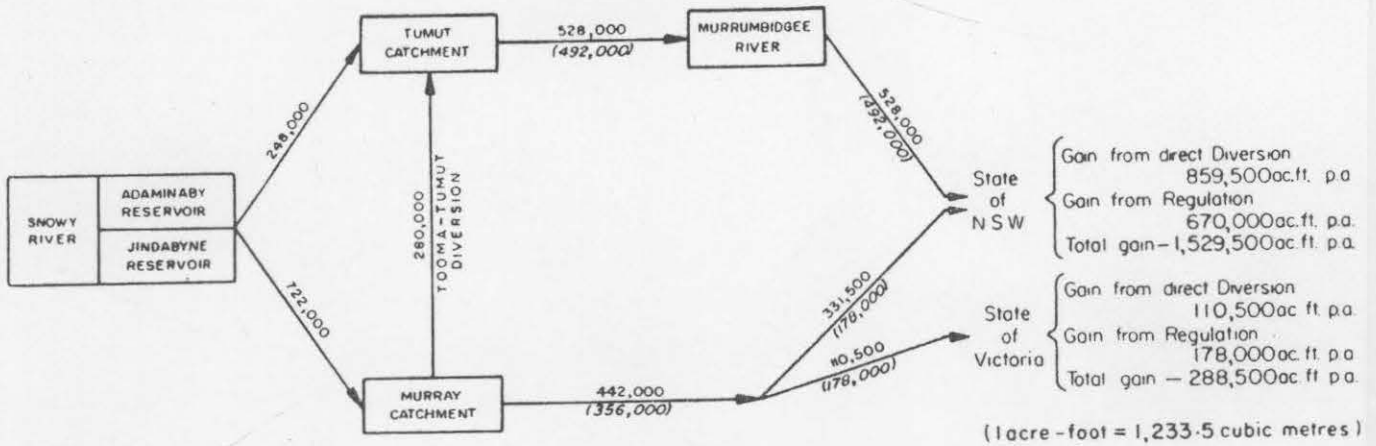 SNOWY
RIVER
ADAMINABY
RESERVOIR
JINDABYNE
RESERVOIR
248,000
722,000
TUMUT
CATCHMENT
280,000
TOOMA-TUMUT
DIVERSION
MURRAY
CATCHMENT
528,000
(492,000)
MURRUMBIDGEE
RIVER
528,000
(492,000)
442,000
(356,000)
331,500
(178,000)
110,500
(178,000)
State
of
NSW
Gain from direct Diversion
859,500ac.ft. p.a
Gain from Regulation
670,000ac.ft. p.a.
Total gain-1,529,500ac.ft. p.a.
State
of
Victoria
Gain from direct Diversion
110,500ac ft. p.a.
Gain from Regulation
178,000ac.ft. p.a
Total gain - 288,500ac.ft p.a.
(1acre-foot = 1,233·5 cubic metres)